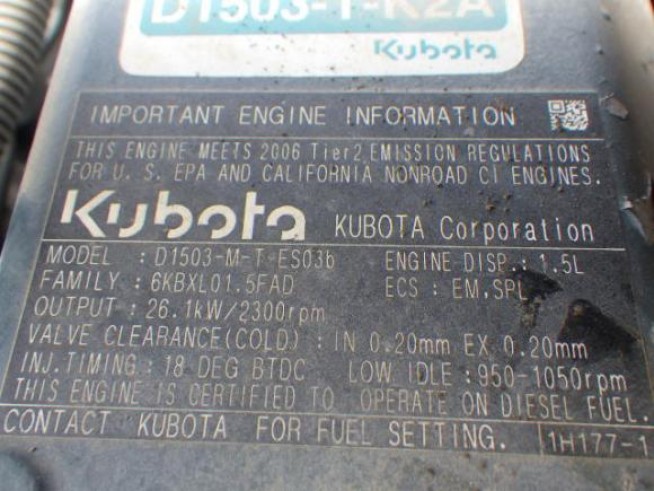 D1503-T-K2A
Kubota
IMPORTANT ENGINE INFORMATION
THIS ENGINE MEETS 2006 Tier2 EMISSION REGULATIONS
FOR U. S. EPA AND CALIFORNIA NONROAD CI ENGINES.
Kubota KUBOTA Corporation
MODEL : D1503-M-T-ES03b ENGINE DISP.: 1.5L
FAMILY : 6KBXL01.5FAD ECS : EM,SPL
OUTPUT : 26.1kW/2300rpm
VALVE CLEARANCE(COLD) : IN 0.20mm EX 0.20mm
INJ.TIMING : 18 DEG BTDC LOW IDLE :950-1050rpm
THIS ENGINE IS CERTIFIED TO OPERATE ON DIESEL FUEL.
CONTACT KUBOTA FOR FUEL SETTING. 1H177-1